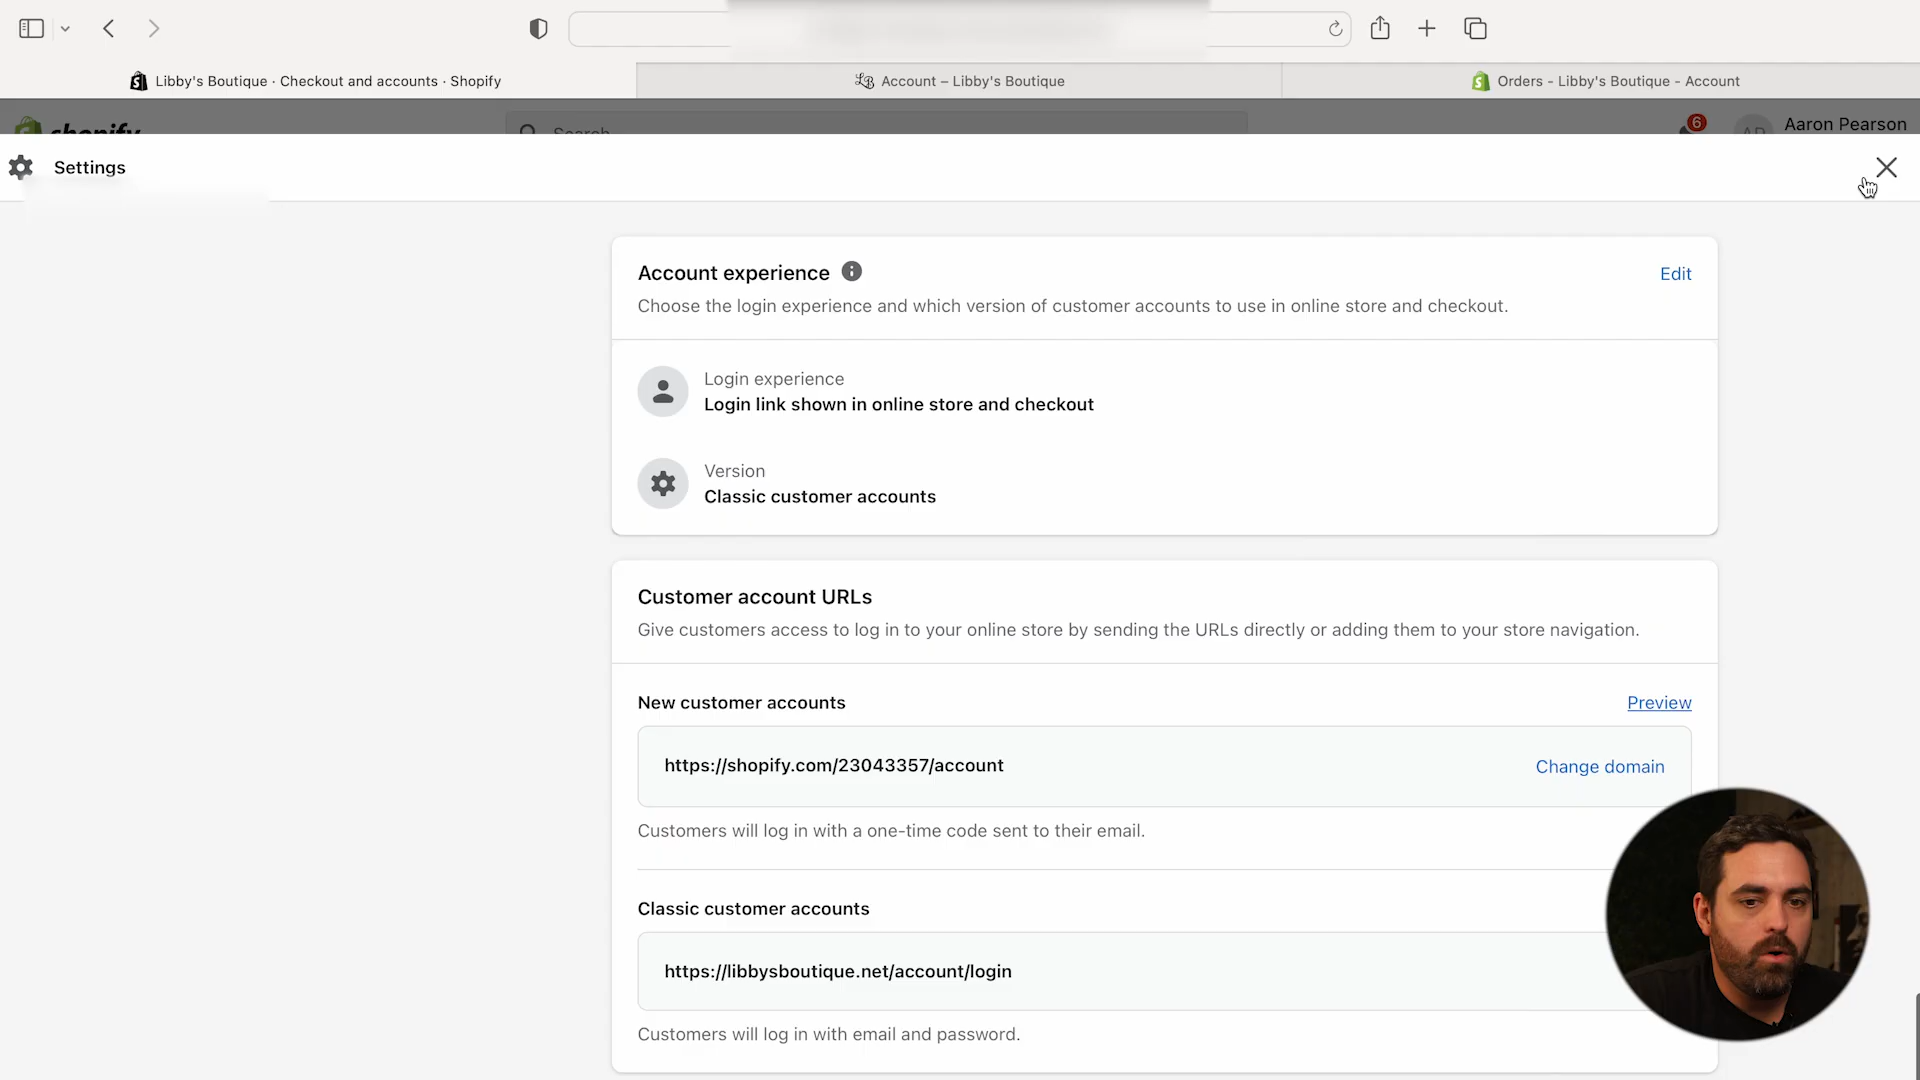 Libby's Boutique · Checkout and accounts · Shopify
Account – Libby's Boutique
Orders - Libby's Boutique - Account
shopify
Search
6
AP
Aaron Pearson
Settings
Account experience
Edit
Choose the login experience and which version of customer accounts to use in online store and checkout.
Login experience
Login link shown in online store and checkout
Version
Classic customer accounts
Customer account URLs
Give customers access to log in to your online store by sending the URLs directly or adding them to your store navigation.
New customer accounts
Preview
https://shopify.com/23043357/account
Change domain
Customers will log in with a one-time code sent to their email.
Classic customer accounts
https://libbysboutique.net/account/login
Customers will log in with email and password.